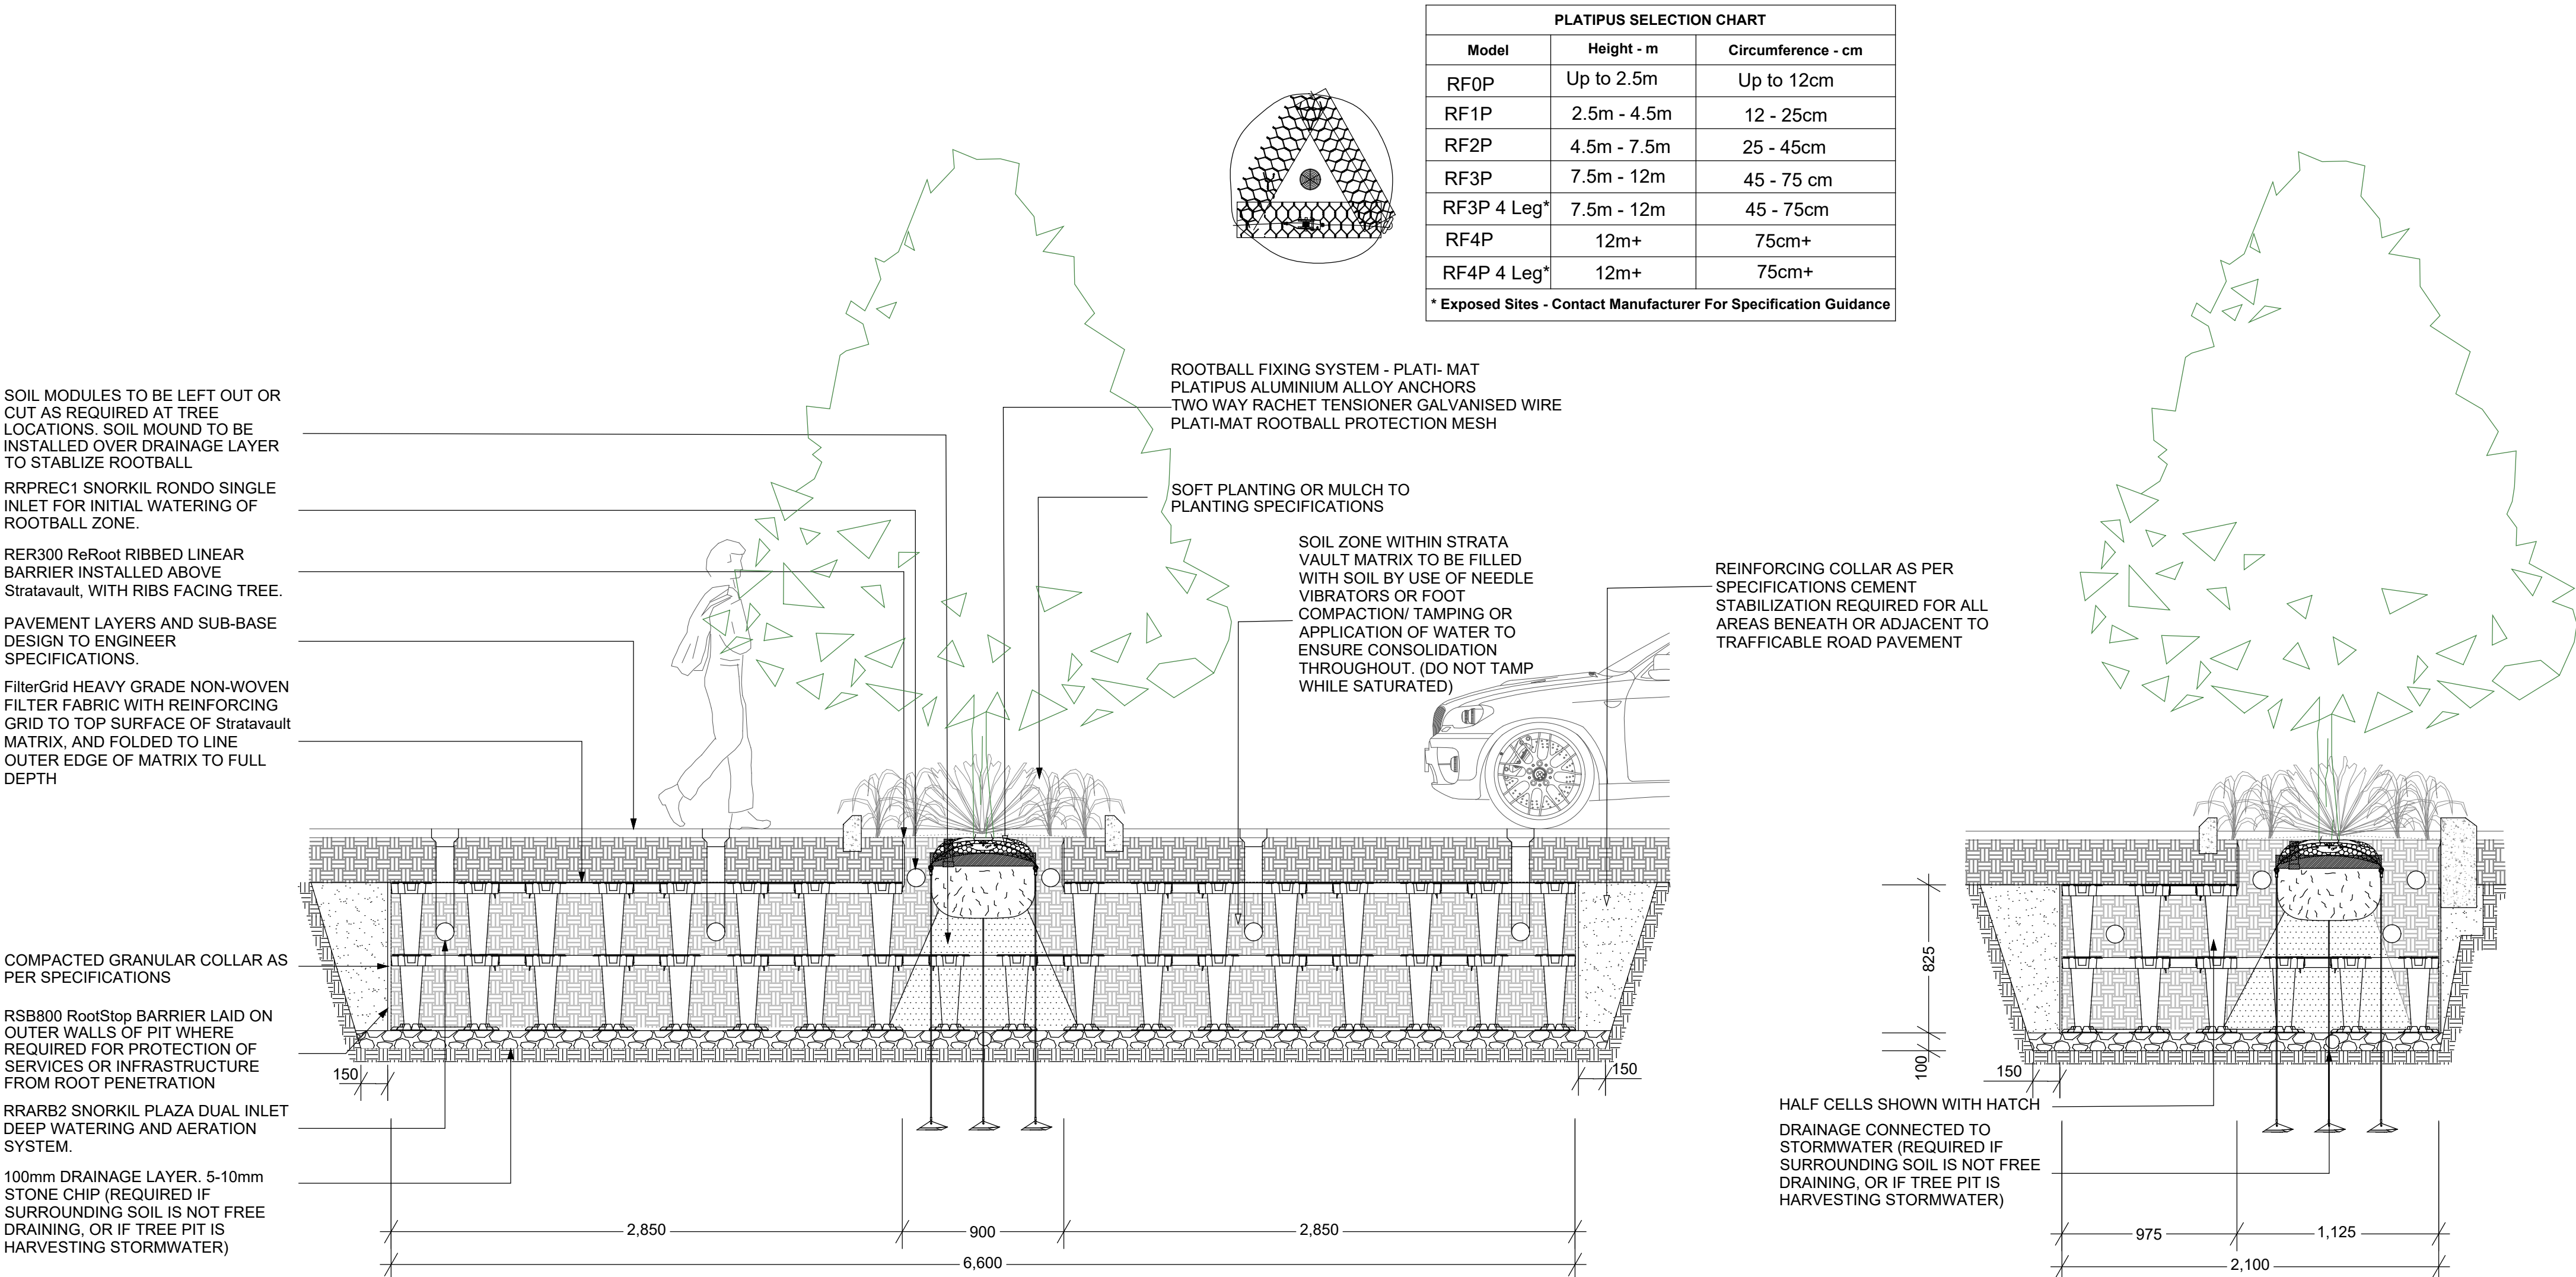 PLATIPUS SELECTION CHART
Model Height - m Circumference - cm
RF0P Up to 2.5m Up to 12cm
RF1P 2.5m - 4.5m 12 - 25cm
RF2P 4.5m - 7.5m 25 - 45cm
RF3P 7.5m - 12m 45 - 75 cm
RF3P 4 Leg* 7.5m - 12m 45 - 75cm
RF4P 12m+ 75cm+
RF4P 4 Leg* 12m+ 75cm+
* Exposed Sites - Contact Manufacturer For Specification Guidance
SOIL MODULES TO BE LEFT OUT OR
CUT AS REQUIRED AT TREE
LOCATIONS. SOIL MOUND TO BE
INSTALLED OVER DRAINAGE LAYER
TO STABLIZE ROOTBALL
RRPREC1 SNORKIL RONDO SINGLE
INLET FOR INITIAL WATERING OF
ROOTBALL ZONE.
RER300 ReRoot RIBBED LINEAR
BARRIER INSTALLED ABOVE
Stratavault, WITH RIBS FACING TREE.
PAVEMENT LAYERS AND SUB-BASE
DESIGN TO ENGINEER
SPECIFICATIONS.
FilterGrid HEAVY GRADE NON-WOVEN
FILTER FABRIC WITH REINFORCING
GRID TO TOP SURFACE OF Stratavault
MATRIX, AND FOLDED TO LINE
OUTER EDGE OF MATRIX TO FULL
DEPTH
COMPACTED GRANULAR COLLAR AS
PER SPECIFICATIONS
RSB800 RootStop BARRIER LAID ON
OUTER WALLS OF PIT WHERE
REQUIRED FOR PROTECTION OF
SERVICES OR INFRASTRUCTURE
FROM ROOT PENETRATION
RRARB2 SNORKIL PLAZA DUAL INLET
DEEP WATERING AND AERATION
SYSTEM.
100mm DRAINAGE LAYER. 5-10mm
STONE CHIP (REQUIRED IF
SURROUNDING SOIL IS NOT FREE
DRAINING, OR IF TREE PIT IS
HARVESTING STORMWATER)
ROOTBALL FIXING SYSTEM - PLATI- MAT
PLATIPUS ALUMINIUM ALLOY ANCHORS
TWO WAY RACHET TENSIONER GALVANISED WIRE
PLATI-MAT ROOTBALL PROTECTION MESH
SOFT PLANTING OR MULCH TO
PLANTING SPECIFICATIONS
SOIL ZONE WITHIN STRATA
VAULT MATRIX TO BE FILLED
WITH SOIL BY USE OF NEEDLE
VIBRATORS OR FOOT
COMPACTION/ TAMPING OR
APPLICATION OF WATER TO
ENSURE CONSOLIDATION
THROUGHOUT. (DO NOT TAMP
WHILE SATURATED)
REINFORCING COLLAR AS PER
SPECIFICATIONS CEMENT
STABILIZATION REQUIRED FOR ALL
AREAS BENEATH OR ADJACENT TO
TRAFFICABLE ROAD PAVEMENT
150
150
2,850 900 2,850
6,600
825
100
150
HALF CELLS SHOWN WITH HATCH
DRAINAGE CONNECTED TO
STORMWATER (REQUIRED IF
SURROUNDING SOIL IS NOT FREE
DRAINING, OR IF TREE PIT IS
HARVESTING STORMWATER)
975 1,125
2,100